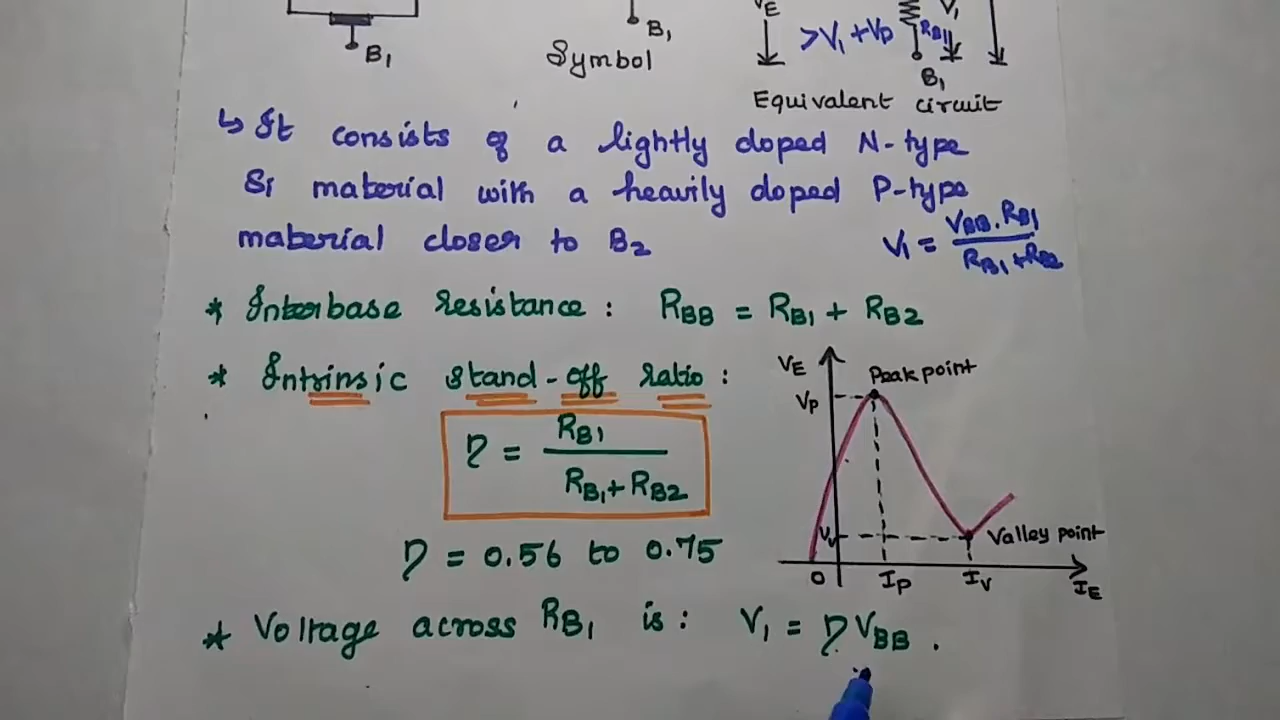 B1
B1
Symbol
VE
>V1+VP
RB1
V1
B1
Equivalent circuit
↳ It consists of a lightly doped N-type
Si material with a heavily doped P-type
material closer to B2
V1 = VBB.RB1
RB1+RB2
* Interbase resistance : RBB = RB1 + RB2
* Intrinsic stand-off ratio :
η = RB1
RB1+RB2
η = 0.56 to 0.75
VE
Peak point
VP
Vv
Valley point
0
IP
IV
IE
* Voltage across RB1 is : V1 = ηVBB .